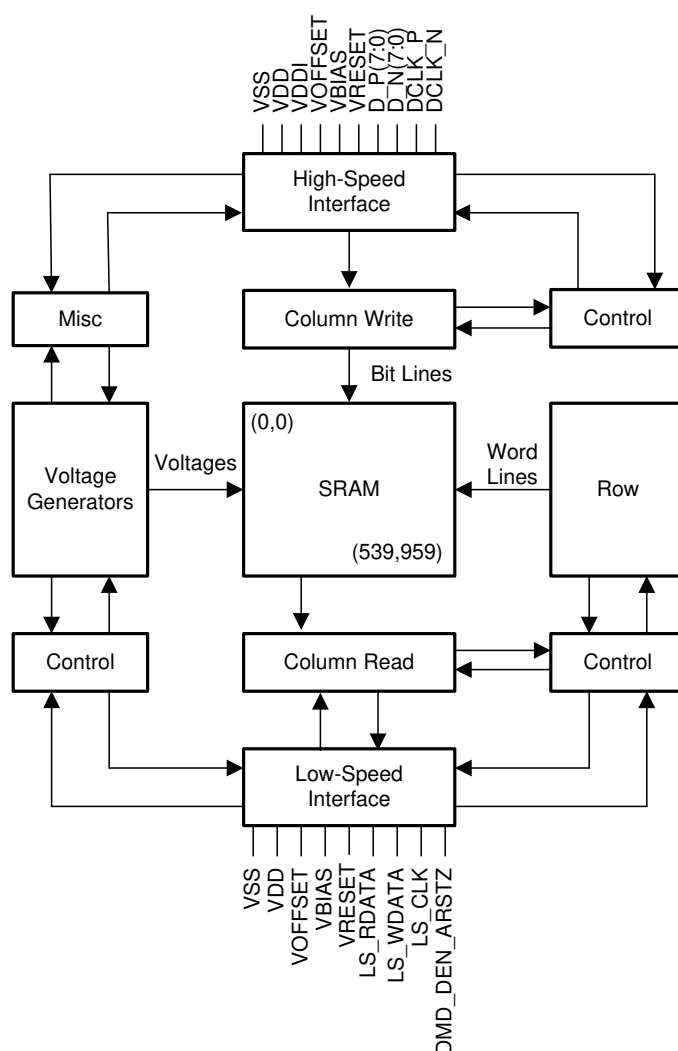 VSS
VDD
VDDI
VOFFSET
VBIAS
VRESET
D_P(7:0)
D_N(7:0)
DCLK_P
DCLK_N
High-Speed
Interface
Misc
Column Write
Control
Bit Lines
(0,0)
Voltage
Generators
Voltages
SRAM
Word
Lines
Row
(539,959)
Control
Column Read
Control
Low-Speed
Interface
VSS
VDD
VOFFSET
VBIAS
VRESET
LS_RDATA
LS_WDATA
LS_CLK
DMD_DEN_ARSTZ